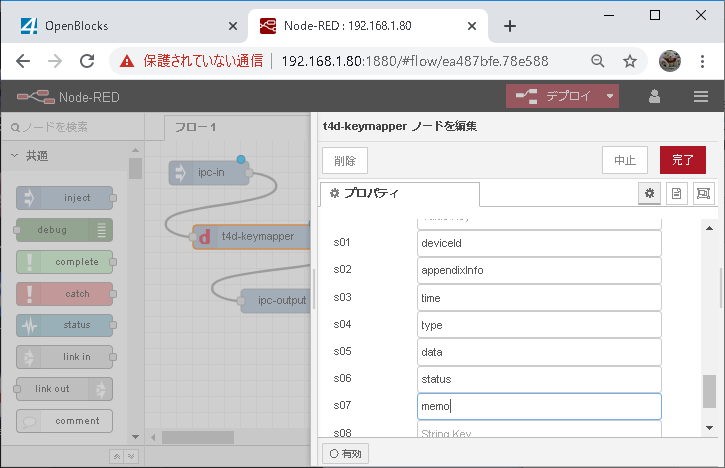 OpenBlocks
Node-RED : 192.168.1.80
保護されていない通信 | 192.168.1.80:1880/#flow/ea487bfe.78e588
Node-RED
デプロイ
ノードを検索
フロー 1
t4d-keymapper ノードを編集
共通
削除
中止
完了
プロパティ
inject
debug
complete
catch
status
link in
link out
comment
ipc-in
t4d-keymapper
ipc-output
s01
deviceId
s02
appendixInfo
s03
time
s04
type
s05
data
s06
status
s07
memo
s08
String Key
有効